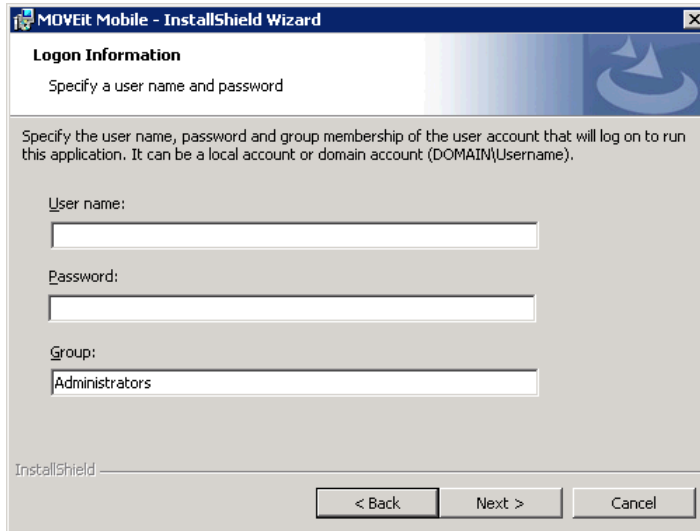 MOVEit Mobile - InstallShield Wizard
Logon Information
Specify a user name and password
Specify the user name, password and group membership of the user account that will log on to run
this application. It can be a local account or domain account (DOMAIN\Username).
User name:
Password:
Group:
Administrators
InstallShield
< Back Next > Cancel